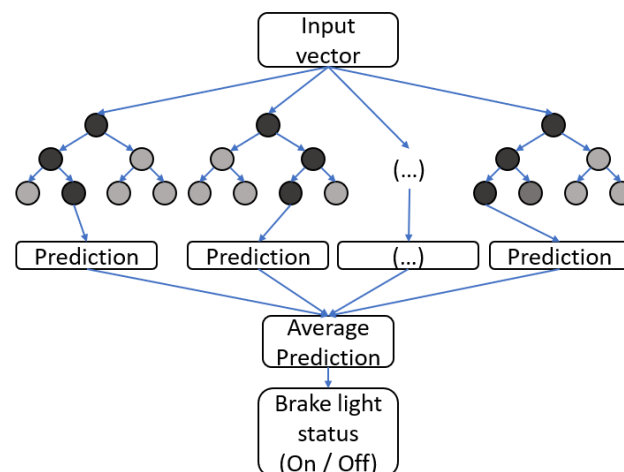 Input
vector
(...)
Prediction
Prediction
(...)
Prediction
Average
Prediction
Brake light
status
(On / Off)